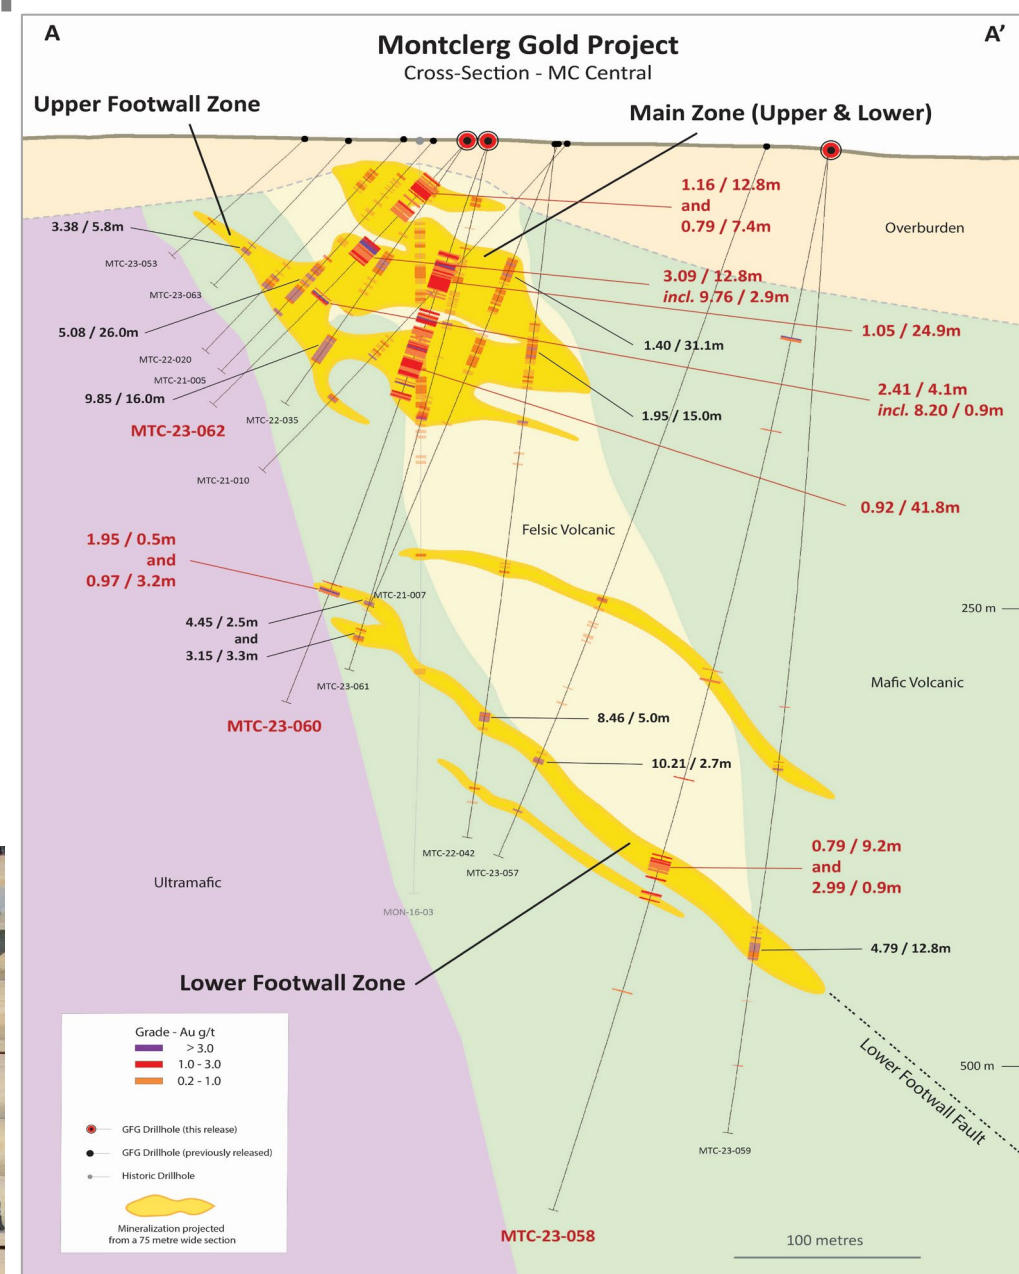 A
A’
Montclerg Gold Project
Cross-Section - MC Central
Upper Footwall Zone
Main Zone (Upper & Lower)
1.16 / 12.8m
and
0.79 / 7.4m
3.38 / 5.8m
Overburden
MTC-23-053
3.09 / 12.8m
incl. 9.76 / 2.9m
MTC-23-063
5.08 / 26.0m
1.05 / 24.9m
1.40 / 31.1m
MTC-22-020
MTC-21-005
2.41 / 4.1m
incl. 8.20 / 0.9m
9.85 / 16.0m
1.95 / 15.0m
MTC-22-035
MTC-23-062
MTC-21-010
0.92 / 41.8m
Felsic Volcanic
1.95 / 0.5m
and
0.97 / 3.2m
MTC-21-007
250 m
4.45 / 2.5m
and
3.15 / 3.3m
MTC-23-061
Mafic Volcanic
8.46 / 5.0m
MTC-23-060
10.21 / 2.7m
MTC-22-042
MTC-23-057
0.79 / 9.2m
and
2.99 / 0.9m
Ultramafic
MON-16-03
4.79 / 12.8m
Lower Footwall Zone
Lower Footwall Fault
500 m
Grade - Au g/t
> 3.0
1.0 - 3.0
0.2 - 1.0
GFG Drillhole (this release)
GFG Drillhole (previously released)
Historic Drillhole
Mineralization projected
from a 75 metre wide section
MTC-23-059
MTC-23-058
100 metres